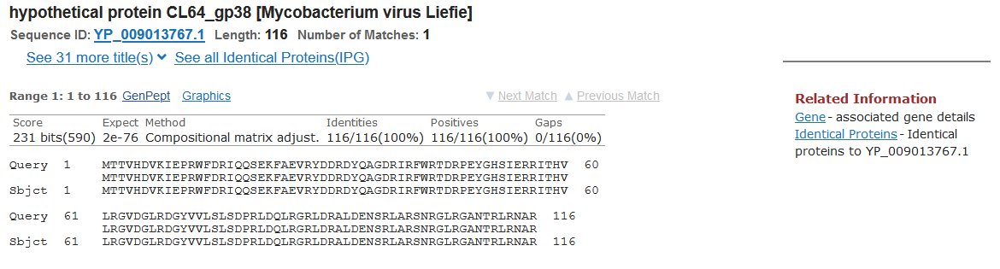 hypothetical protein CL64_gp38 [Mycobacterium virus Liefie]
Sequence ID: YP_009013767.1 Length: 116 Number of Matches: 1
See 31 more title(s) See all Identical Proteins(IPG)
Range 1: 1 to 116 GenPept Graphics ▼ Next Match ▲ Previous Match
Score Expect Method Identities Positives Gaps
231 bits(590) 2e-76 Compositional matrix adjust. 116/116(100%) 116/116(100%) 0/116(0%)
Query 1 MTTVHDVKIEPRWFDRIQQSEKFAEVRYDDRDYQAGDRIRFWRTDRPEYGHSIERRITHV 60
MTTVHDVKIEPRWFDRIQQSEKFAEVRYDDRDYQAGDRIRFWRTDRPEYGHSIERRITHV
Sbjct 1 MTTVHDVKIEPRWFDRIQQSEKFAEVRYDDRDYQAGDRIRFWRTDRPEYGHSIERRITHV 60
Query 61 LRGVDGLRDGYVVLSLSDPRLDQLRGRLDRALDENSRLARSNRGLRGANTRLRNAR 116
LRGVDGLRDGYVVLSLSDPRLDQLRGRLDRALDENSRLARSNRGLRGANTRLRNAR
Sbjct 61 LRGVDGLRDGYVVLSLSDPRLDQLRGRLDRALDENSRLARSNRGLRGANTRLRNAR 116
Related Information
Gene - associated gene details
Identical Proteins - Identical
proteins to YP_009013767.1